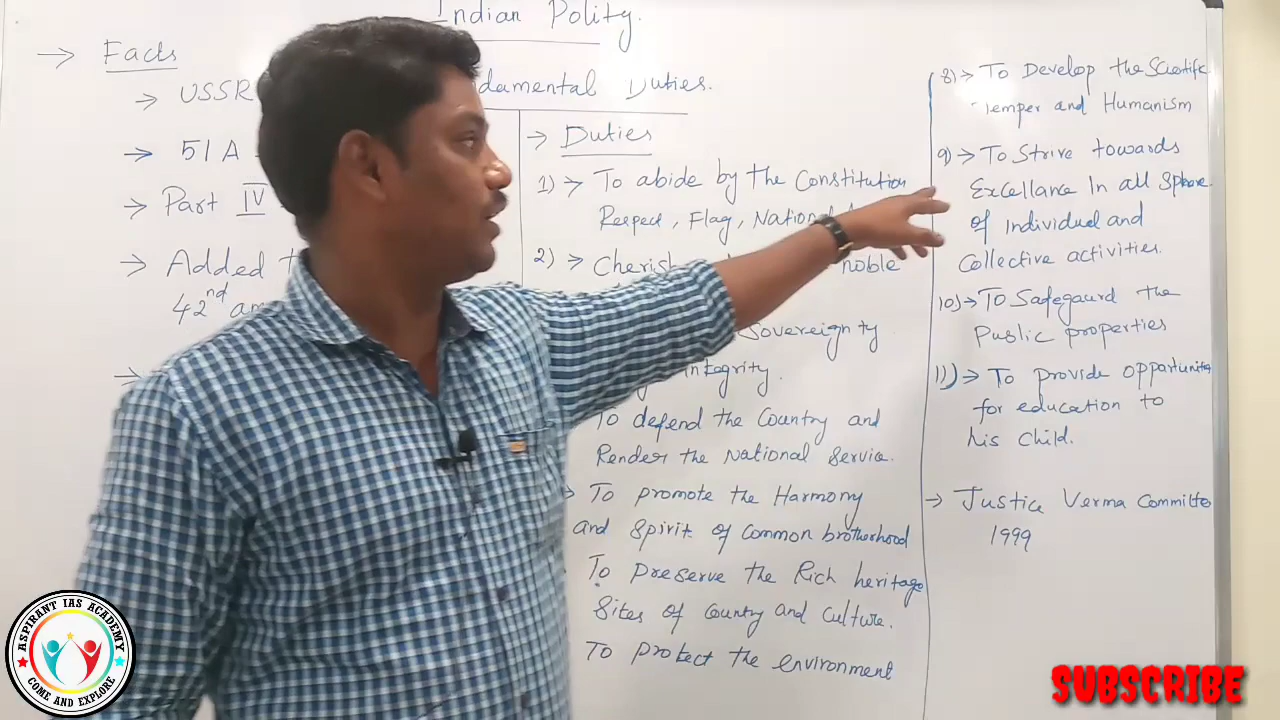 Indian Polity.
damental Duties.
→ Facts
→ USSR
→ 51 A
→ Part IV
→ Added t
42nd am
→
→ Duties
1) → To abide by the Constitution
Respect, Flag, National
2) → Cherish noble
Sovereignty
integrity.
To defend the Country and
Render the National Service.
→ To promote the Harmony
and Spirit of Common brotherhood
To preserve the Rich heritage
Sites of Country and Culture.
To protect the environment
8) → To Develop the Scientific
Temper and Humanism
9) → To Strive towards
Excellance In all Sphere
of Individual and
Collective activities.
10) → To Safegaurd the
Public properties
11) → To provide opportunity
for education to
his child.
→ Justice Verma Committe
1999
ASPIRANT IAS ACADEMY
COME AND EXPLORE
SUBSCRIBE